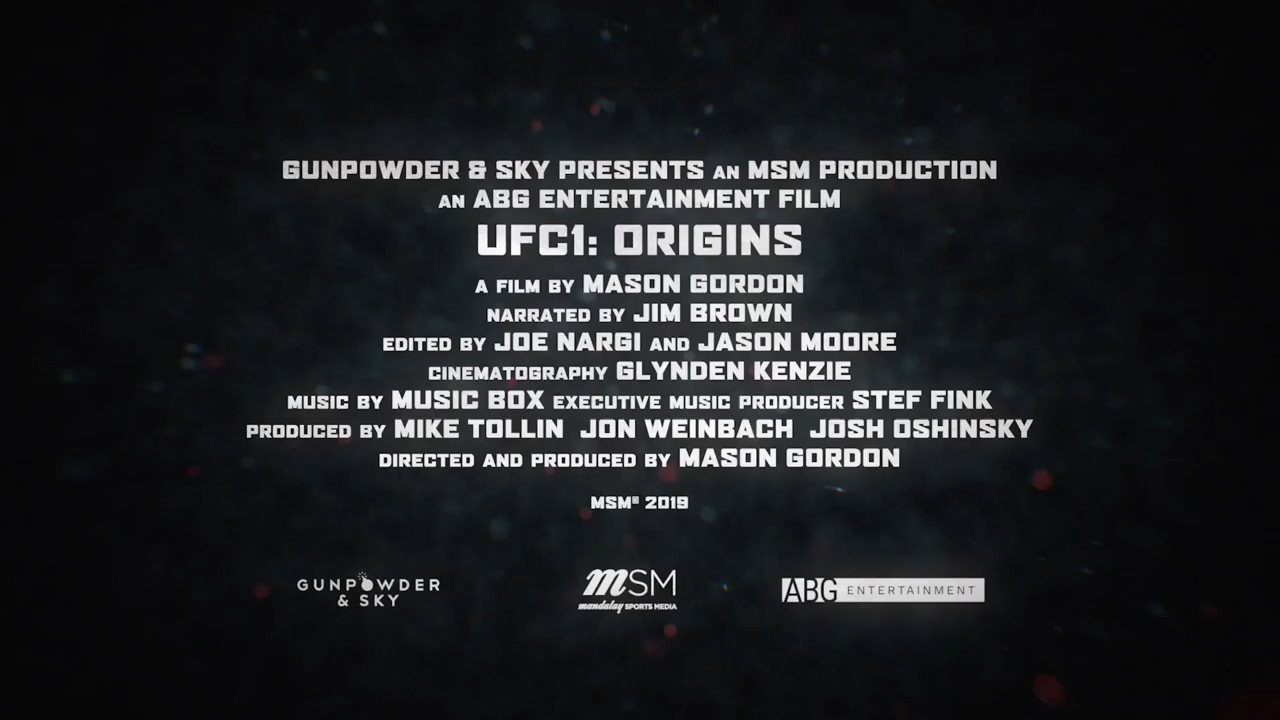 GUNPOWDER & SKY PRESENTS AN MSM PRODUCTION
AN ABG ENTERTAINMENT FILM
UFC1: ORIGINS
A FILM BY MASON GORDON
NARRATED BY JIM BROWN
EDITED BY JOE NARGI AND JASON MOORE
CINEMATOGRAPHY GLYNDEN KENZIE
MUSIC BY MUSIC BOX EXECUTIVE MUSIC PRODUCER STEF FINK
PRODUCED BY MIKE TOLLIN JON WEINBACH JOSH OSHINSKY
DIRECTED AND PRODUCED BY MASON GORDON
MSM® 2019
GUNPOWDER
& SKY
mSM
mandalay SPORTS MEDIA
ABG ENTERTAINMENT